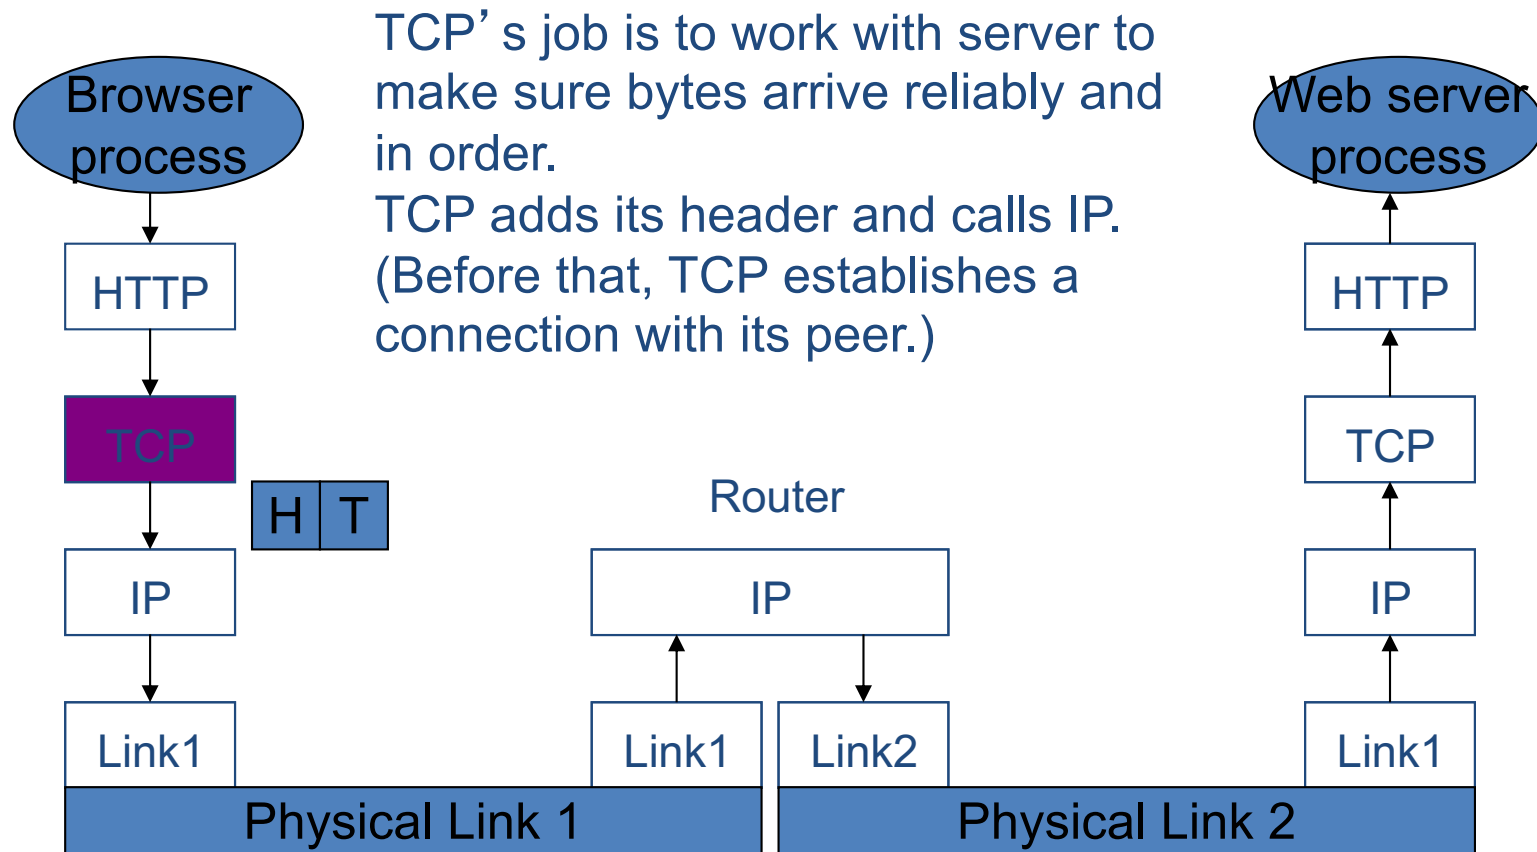 TCP’s job is to work with server to
make sure bytes arrive reliably and
in order.
TCP adds its header and calls IP.
(Before that, TCP establishes a
connection with its peer.)
Browser
process
HTTP
TCP
H T
IP
Link1
Router
IP
Link1
Link2
Web server
process
HTTP
TCP
IP
Link1
Physical Link 1
Physical Link 2